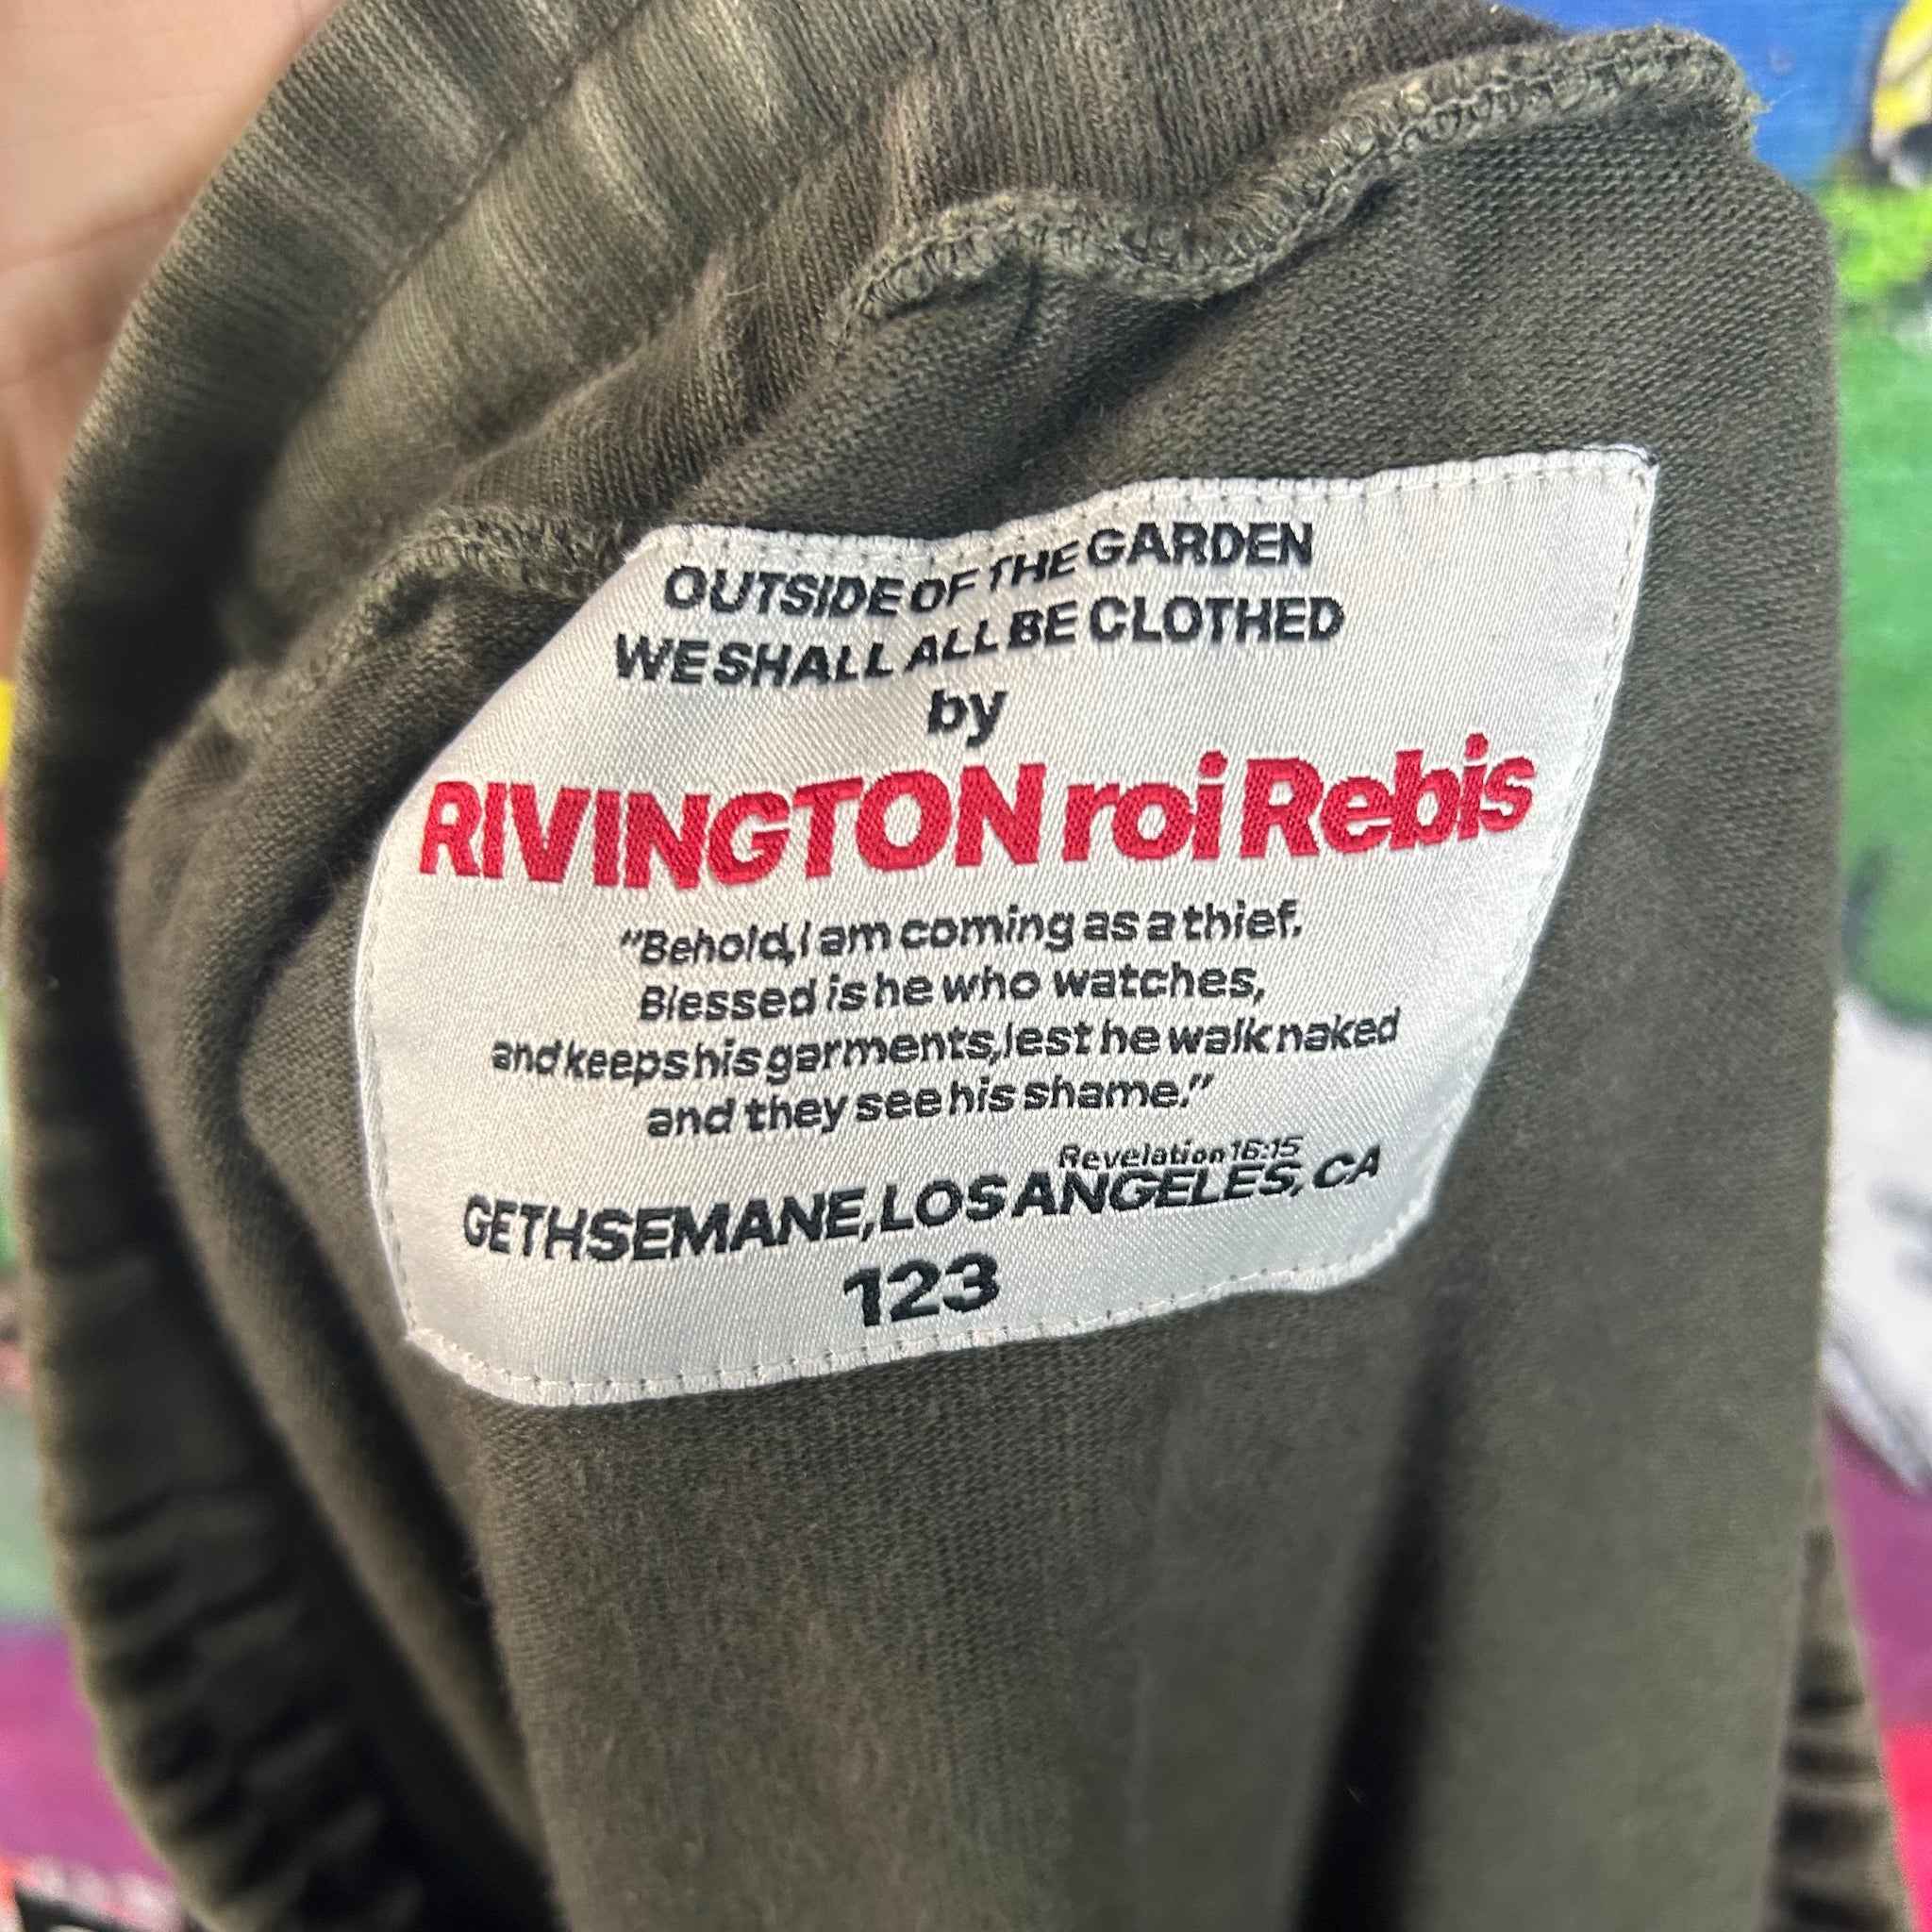 OUTSIDE OF THE GARDEN
WE SHALL ALL BE CLOTHED
by
RIVINGTON roi Rebis
"Behold, I am coming as a thief.
Blessed is he who watches,
and keeps his garments, lest he walk naked
and they see his shame."
Revelation 16:15
GETHSEMANE, LOS ANGELES, CA
123